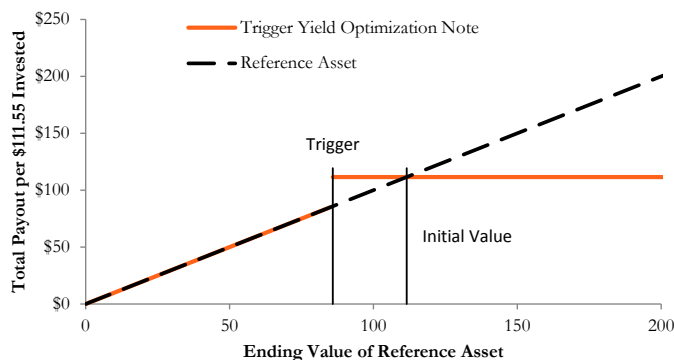 $250
Trigger Yield Optimization Note
Reference Asset
$200
$150
Trigger
$100
Initial Value
$50
$0
0
50
100
150
200
Total Payout per $111.55 Invested
Ending Value of Reference Asset